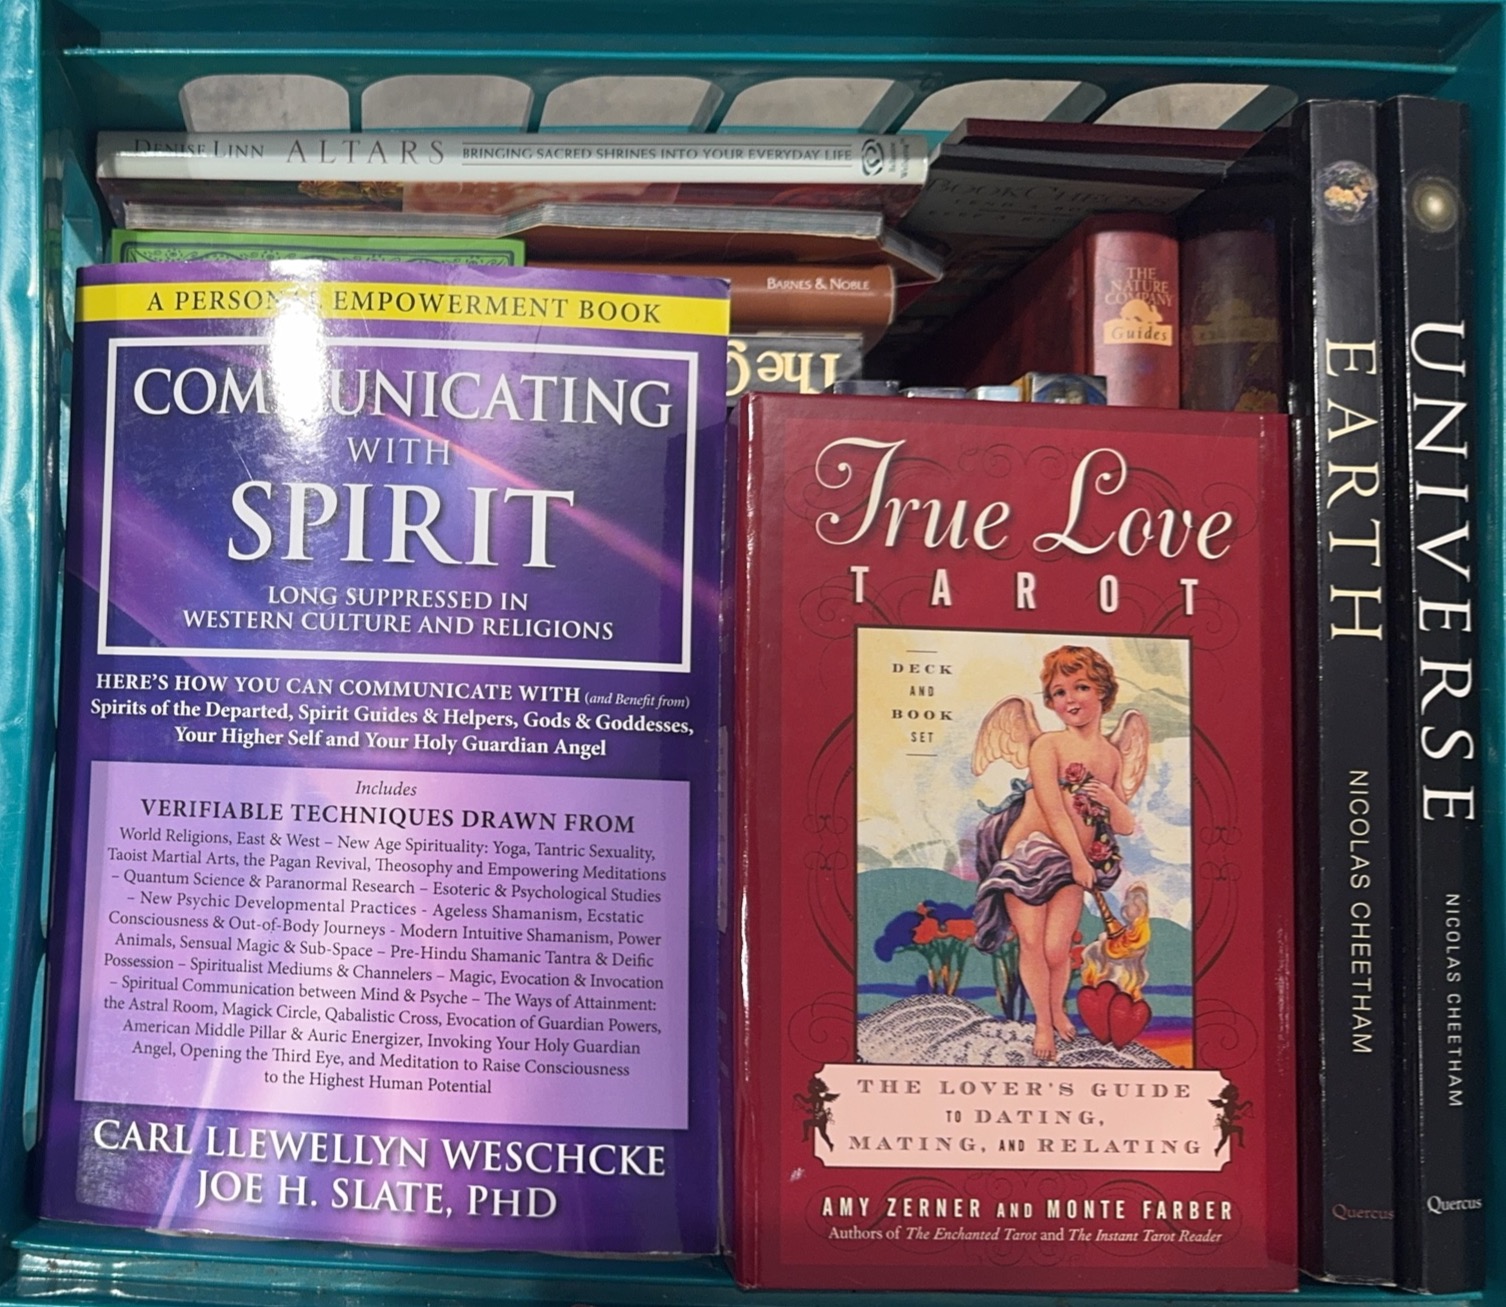 DENISE LINN ALTARS BRINGING SACRED SHRINES INTO YOUR EVERYDAY LIFE
BARNES & NOBLE
The
THE
NATURE
COMPANY
Guides
A PERSONAL EMPOWERMENT BOOK
COMMUNICATING
WITH
SPIRIT
LONG SUPPRESSED IN
WESTERN CULTURE AND RELIGIONS
HERE'S HOW YOU CAN COMMUNICATE WITH (and Benefit from)
Spirits of the Departed, Spirit Guides & Helpers, Gods & Goddesses,
Your Higher Self and Your Holy Guardian Angel
Includes
VERIFIABLE TECHNIQUES DRAWN FROM
World Religions, East & West – New Age Spirituality: Yoga, Tantric Sexuality,
Taoist Martial Arts, the Pagan Revival, Theosophy and Empowering Meditations
– Quantum Science & Paranormal Research – Esoteric & Psychological Studies
– New Psychic Developmental Practices - Ageless Shamanism, Ecstatic
Consciousness & Out-of-Body Journeys - Modern Intuitive Shamanism, Power
Animals, Sensual Magic & Sub-Space – Pre-Hindu Shamanic Tantra & Deific
Possession – Spiritualist Mediums & Channelers – Magic, Evocation & Invocation
– Spiritual Communication between Mind & Psyche – The Ways of Attainment:
the Astral Room, Magick Circle, Qabalistic Cross, Evocation of Guardian Powers,
American Middle Pillar & Auric Energizer, Invoking Your Holy Guardian
Angel, Opening the Third Eye, and Meditation to Raise Consciousness
to the Highest Human Potential
CARL LLEWELLYN WESCHCKE
JOE H. SLATE, PHD
True Love
TAROT
DECK
AND
BOOK
SET
THE LOVER'S GUIDE
TO DATING,
MATING, AND RELATING
AMY ZERNER AND MONTE FARBER
Authors of The Enchanted Tarot and The Instant Tarot Reader
EARTH NICOLAS CHEETHAM
Quercus
UNIVERSE NICOLAS CHEETHAM
Quercus